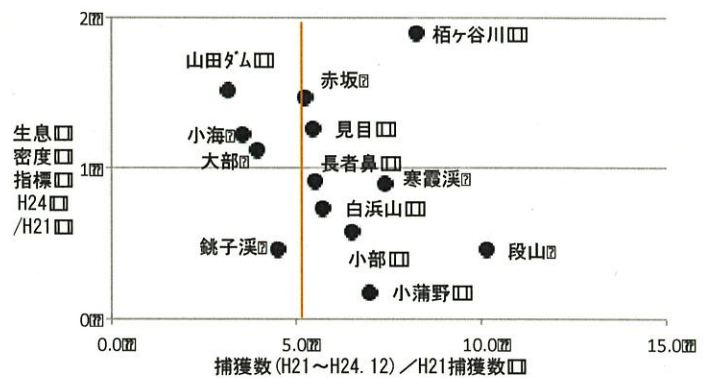 2
栢ヶ谷川
山田ダム
赤坂
生息
密度
指標
H24
/H21
小海
見目
大部
1
長者鼻
寒霞渓
白浜山
銚子渓
小部
段山
小蒲野
0
0.0
5.0
10.0
15.0
捕獲数(H21～H24.12)／H21捕獲数